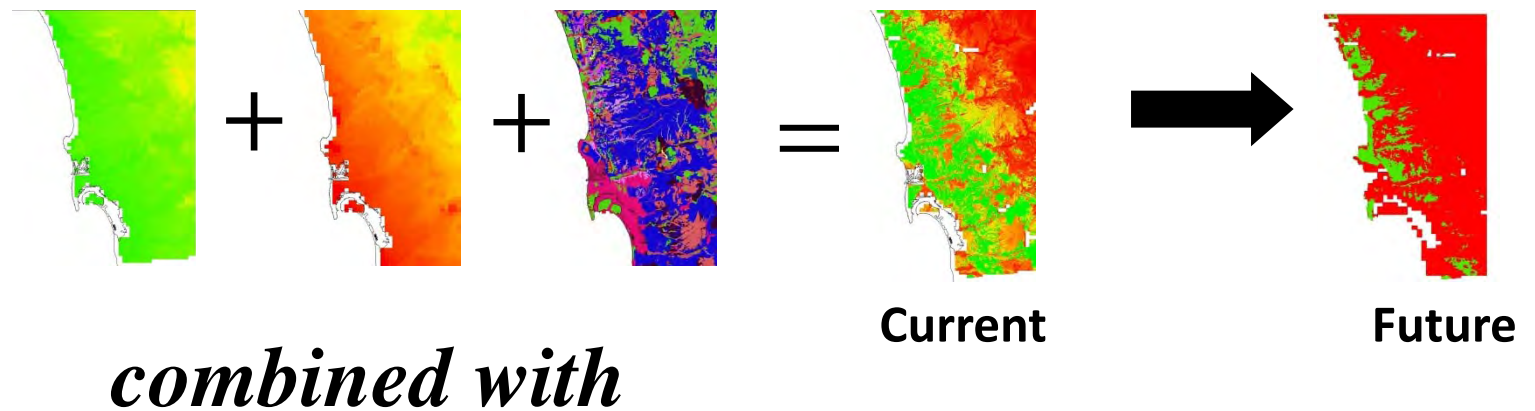 + + =
Current
Future
combined with